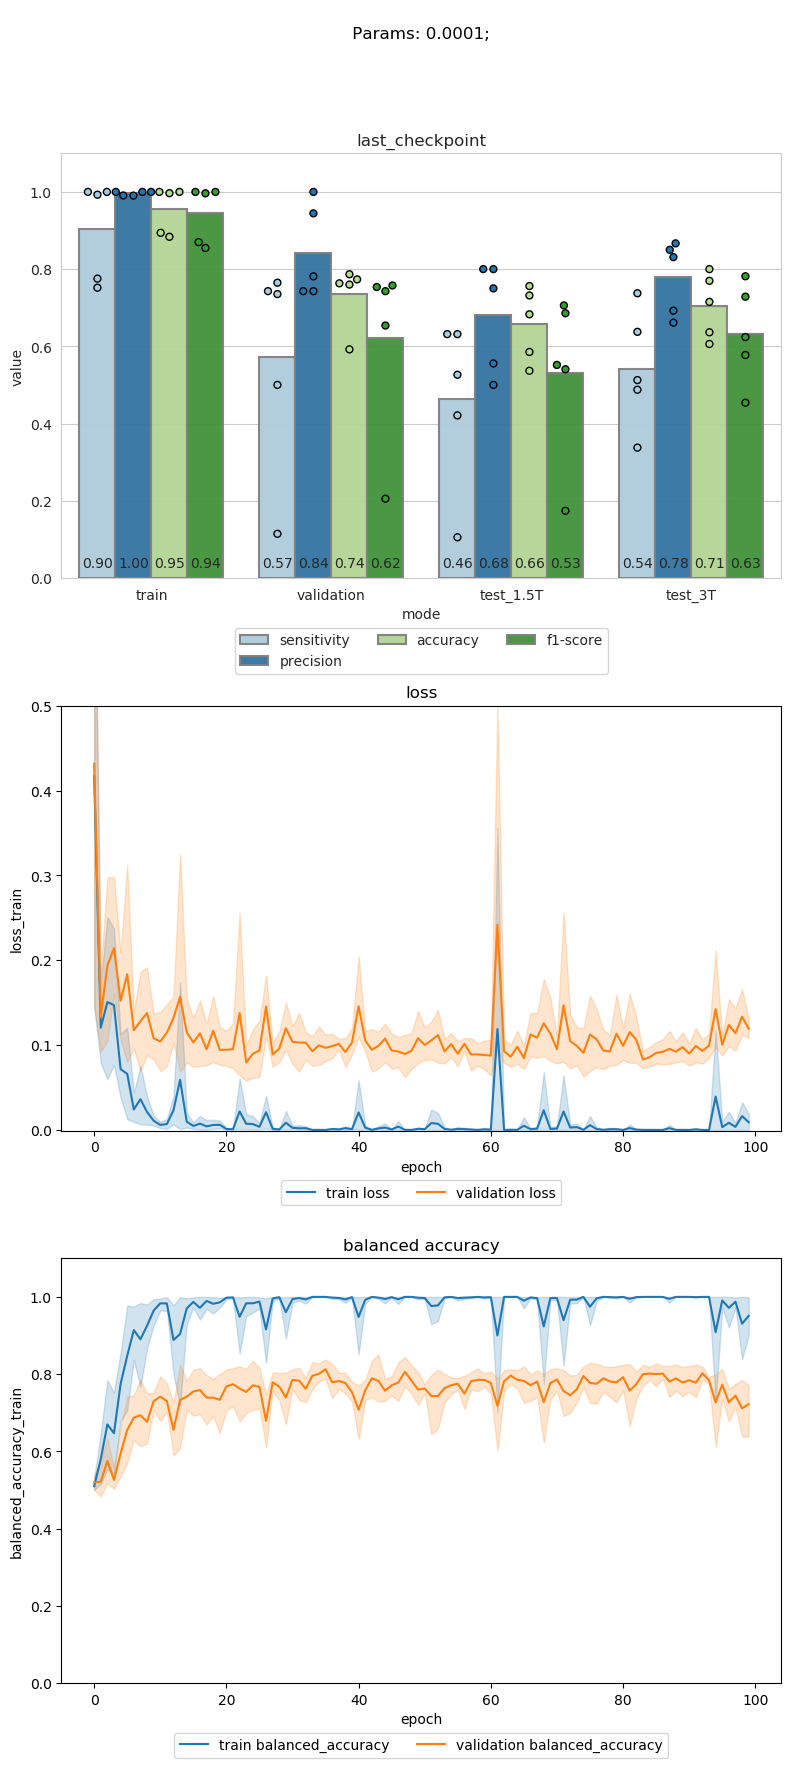 Params: 0.0001;
last_checkpoint
value
1.0
0.8
0.6
0.4
0.2
0.0
0.90 1.00 0.95 0.94 0.57 0.84 0.74 0.62 0.46 0.68 0.66 0.53 0.54 0.78 0.71 0.63
train validation test_1.5T test_3T
mode
sensitivity accuracy f1-score
precision
loss
loss_train
0.5
0.4
0.3
0.2
0.1
0.0
0 20 40 60 80 100
epoch
train loss validation loss
balanced accuracy
balanced_accuracy_train
1.0
0.8
0.6
0.4
0.2
0.0
0 20 40 60 80 100
epoch
train balanced_accuracy validation balanced_accuracy